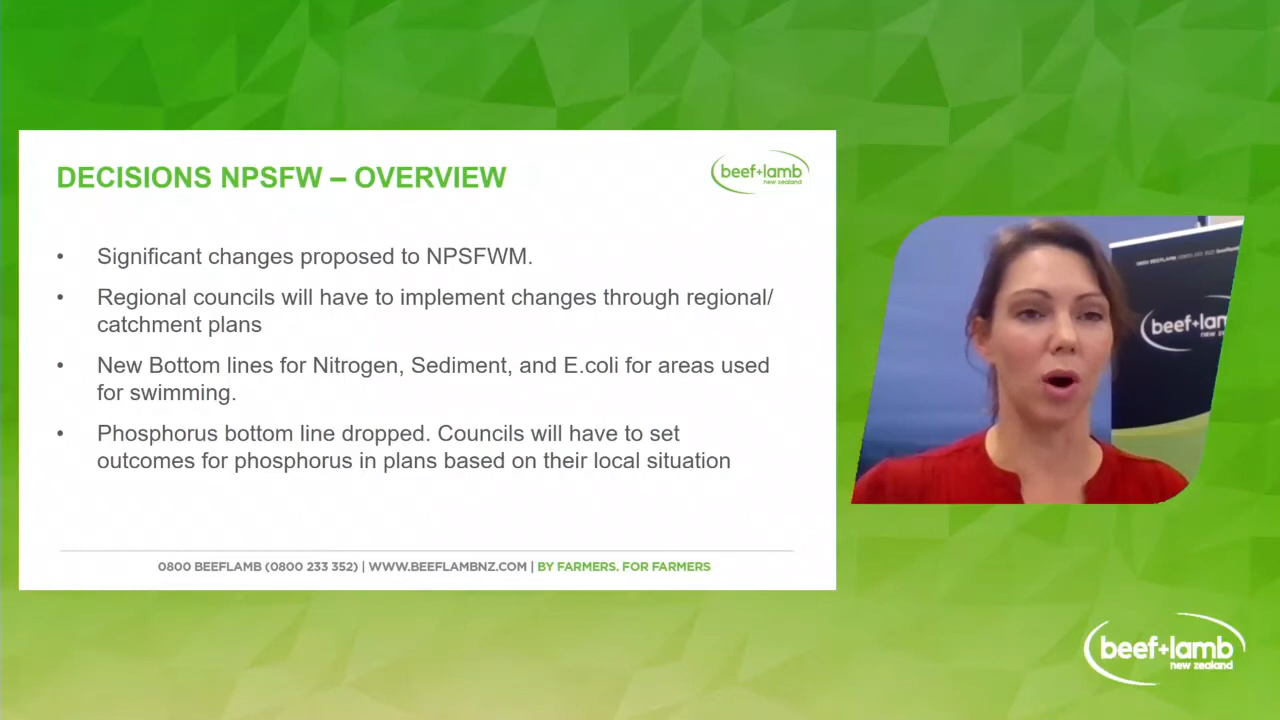 DECISIONS NPSFW – OVERVIEW
beef+lamb
new zealand
• Significant changes proposed to NPSFWM.
• Regional councils will have to implement changes through regional/
catchment plans
• New Bottom lines for Nitrogen, Sediment, and E.coli for areas used
for swimming.
• Phosphorus bottom line dropped. Councils will have to set
outcomes for phosphorus in plans based on their local situation
0800 BEEFLAMB (0800 233 352) | WWW.BEEFLAMBNZ.COM | BY FARMERS. FOR FARMERS
beef+lam
beef+lamb
new zealand